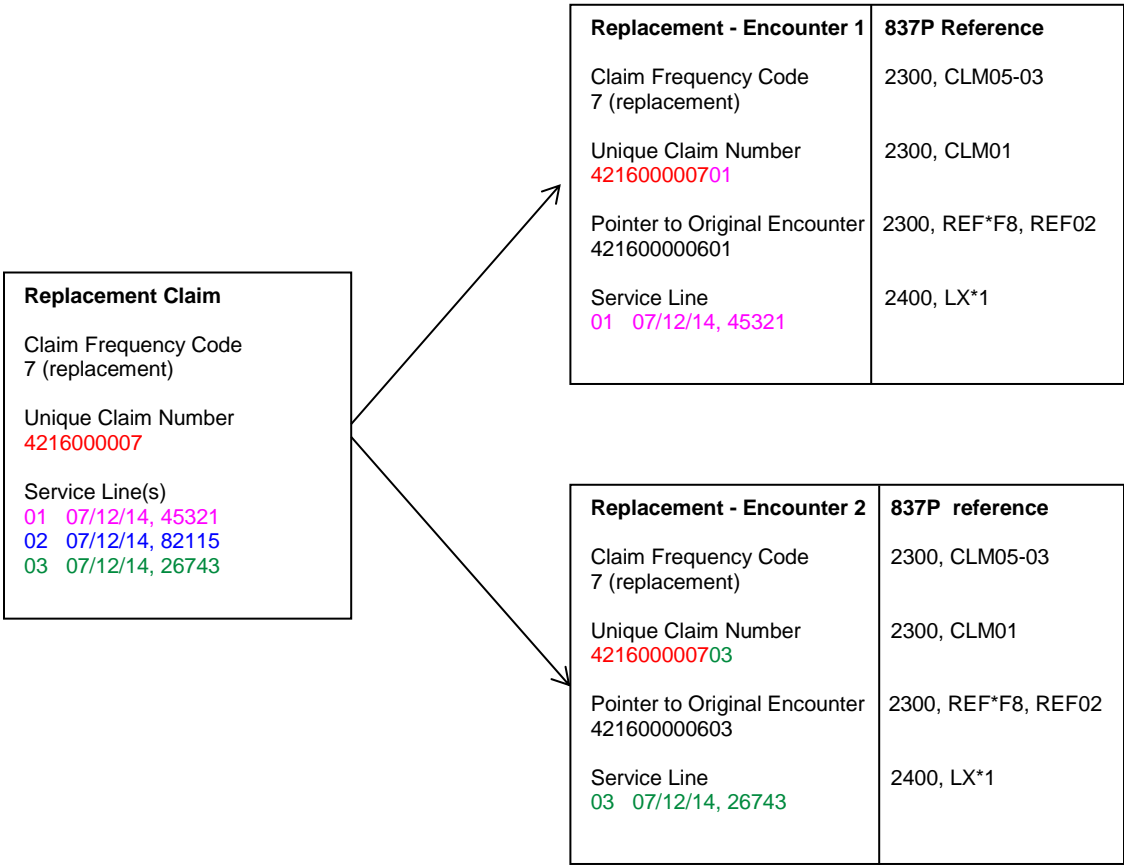 Replacement Claim
Claim Frequency Code
7 (replacement)
Unique Claim Number
4216000007
Service Line(s)
01 07/12/14, 45321
02 07/12/14, 82115
03 07/12/14, 26743
Replacement - Encounter 1 837P Reference
Claim Frequency Code 2300, CLM05-03
7 (replacement)
Unique Claim Number 2300, CLM01
421600000701
Pointer to Original Encounter 2300, REF*F8, REF02
421600000601
Service Line 2400, LX*1
01 07/12/14, 45321
Replacement - Encounter 2 837P reference
Claim Frequency Code 2300, CLM05-03
7 (replacement)
Unique Claim Number 2300, CLM01
421600000703
Pointer to Original Encounter 2300, REF*F8, REF02
421600000603
Service Line 2400, LX*1
03 07/12/14, 26743